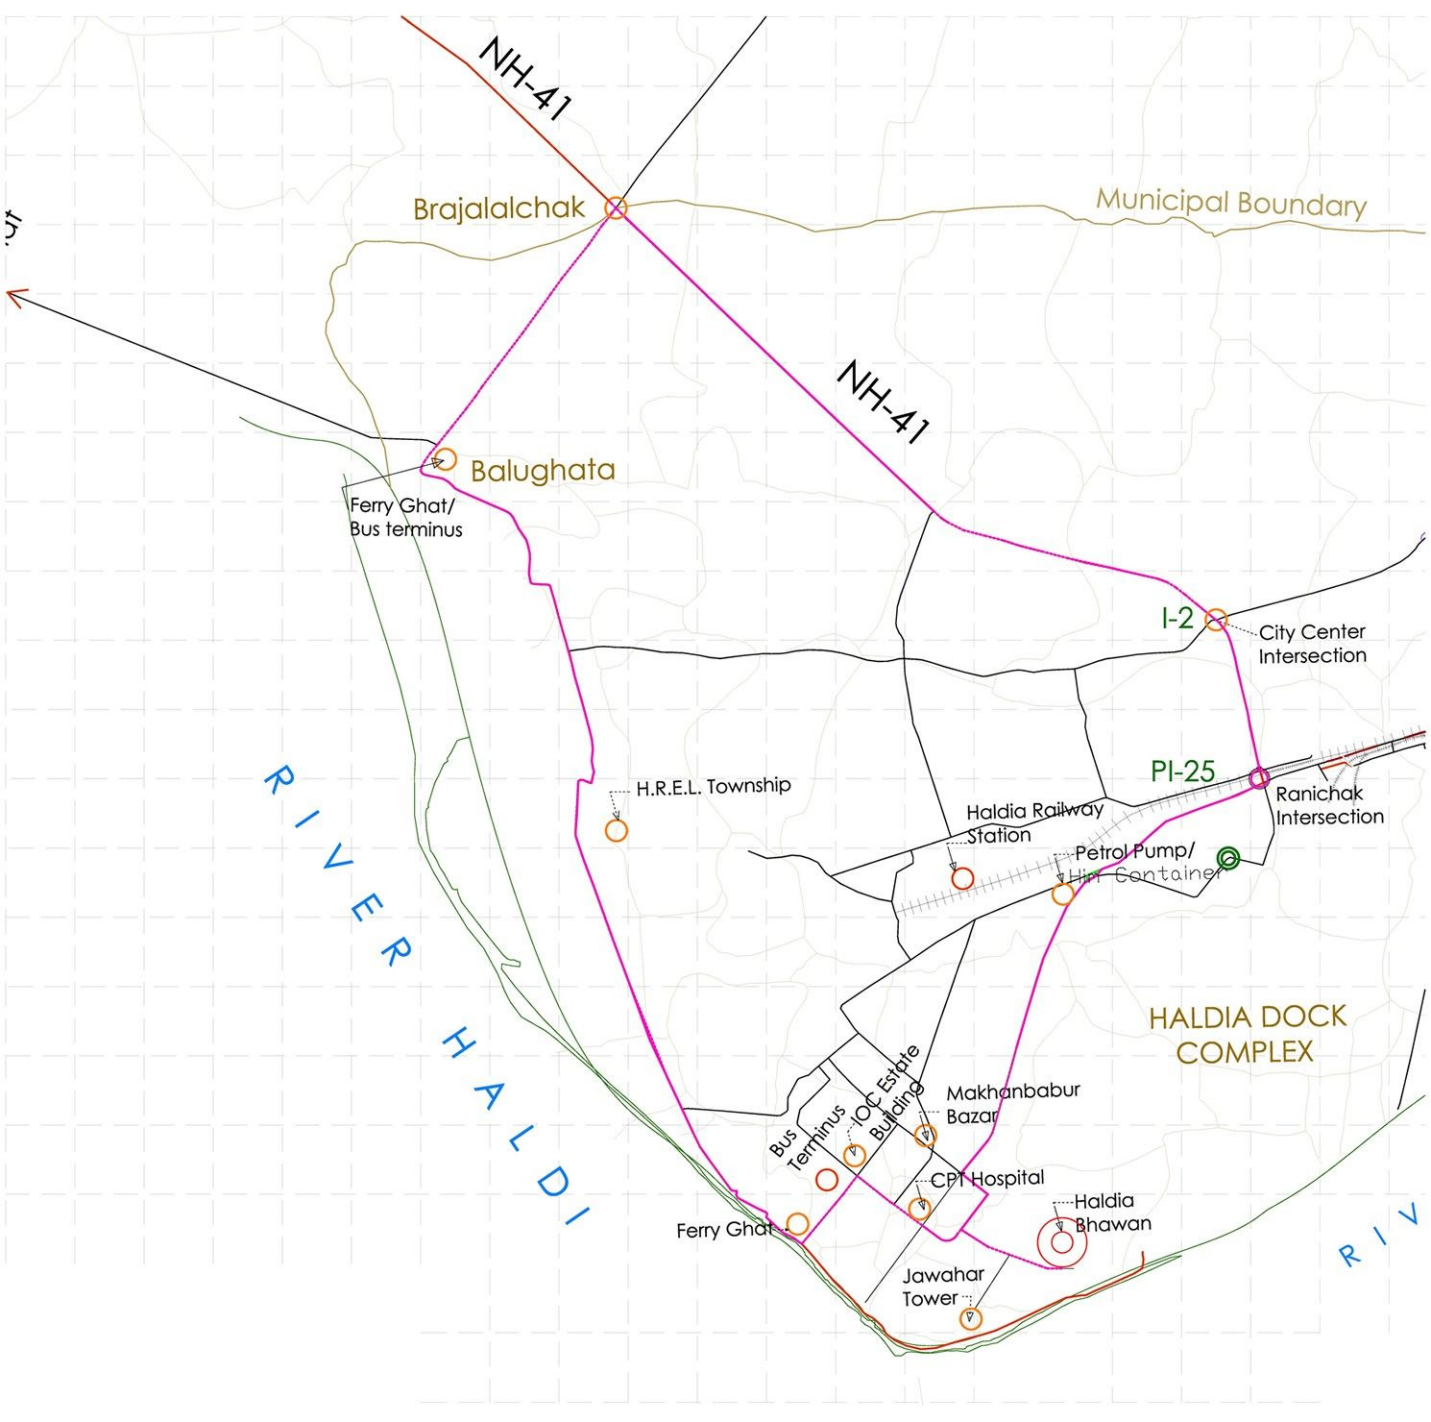 NH-41
Brajalalchak
Municipal Boundary
NH-41
Balughata
Ferry Ghat/
Bus terminus
I-2
City Center
Intersection
PI-25
Ranichak
Intersection
H.R.E.L. Township
Haldia Railway
Station
Petrol Pump/
Container
RIVER HALDI
HALDIA DOCK
COMPLEX
IOC Estate
Building
Makhanbabur
Bazar
Bus
Terminus
CPT Hospital
Haldia
Bhawan
Ferry Ghat
Jawahar
Tower
RIV